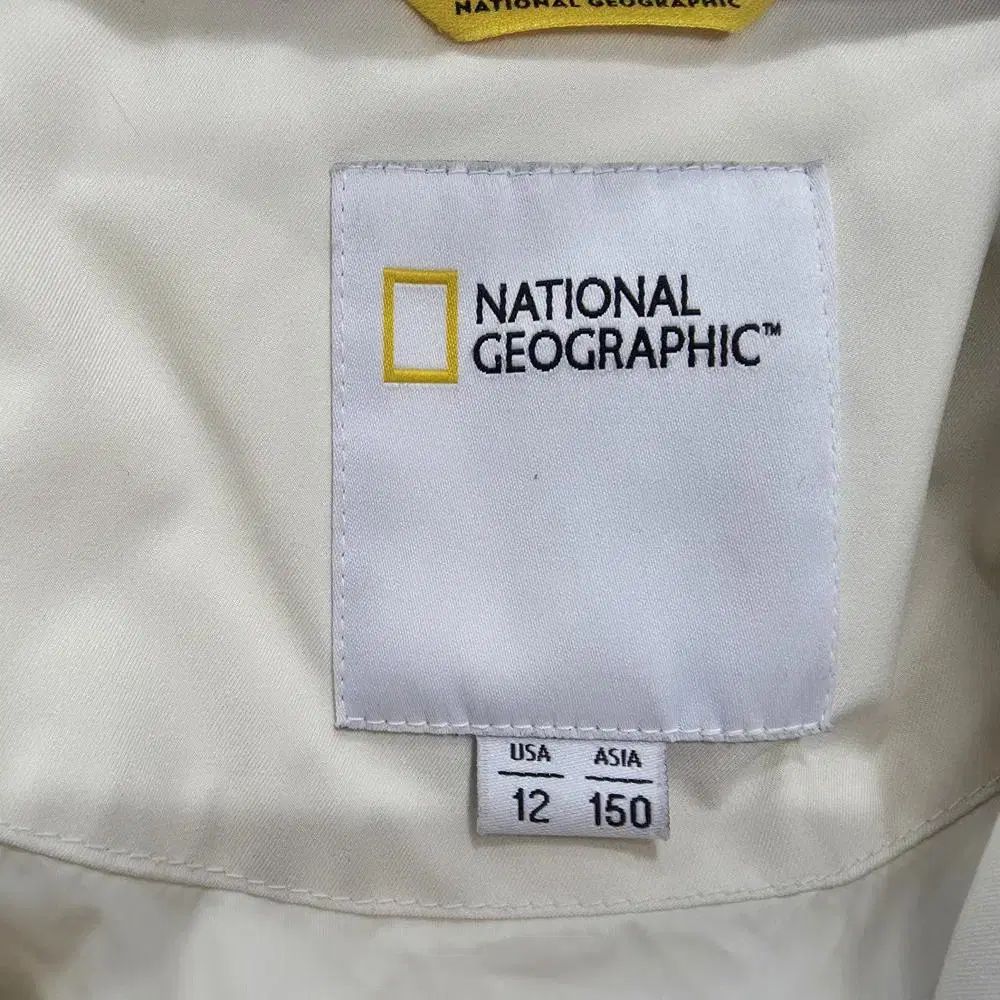 NATIONAL GEOGRAPHIC
NATIONAL
GEOGRAPHIC™
USA ASIA
12 150